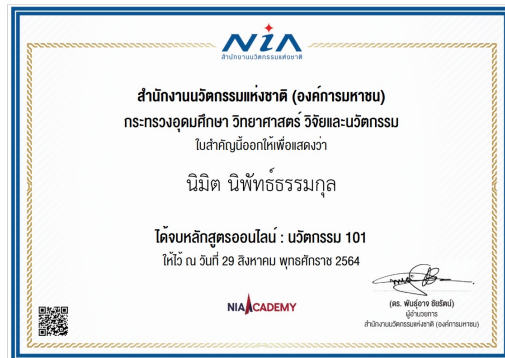 NIA
สำนักงานนวัตกรรมแห่งชาติ
สำนักงานนวัตกรรมแห่งชาติ (องค์การมหาชน)
กระทรวงอุดมศึกษา วิทยาศาสตร์ วิจัยและนวัตกรรม
ใบสำคัญนี้ออกให้เพื่อแสดงว่า
นิมิต นิพัทธ์ธรรมกุล
ได้จบหลักสูตรออนไลน์ : นวัตกรรม 101
ให้ไว้ ณ วันที่ 29 สิงหาคม พุทธศักราช 2564
NIA ACADEMY
(ดร. พันธุ์อาจ ชัยรัตน์)
ผู้อำนวยการ
สำนักงานนวัตกรรมแห่งชาติ (องค์การมหาชน)